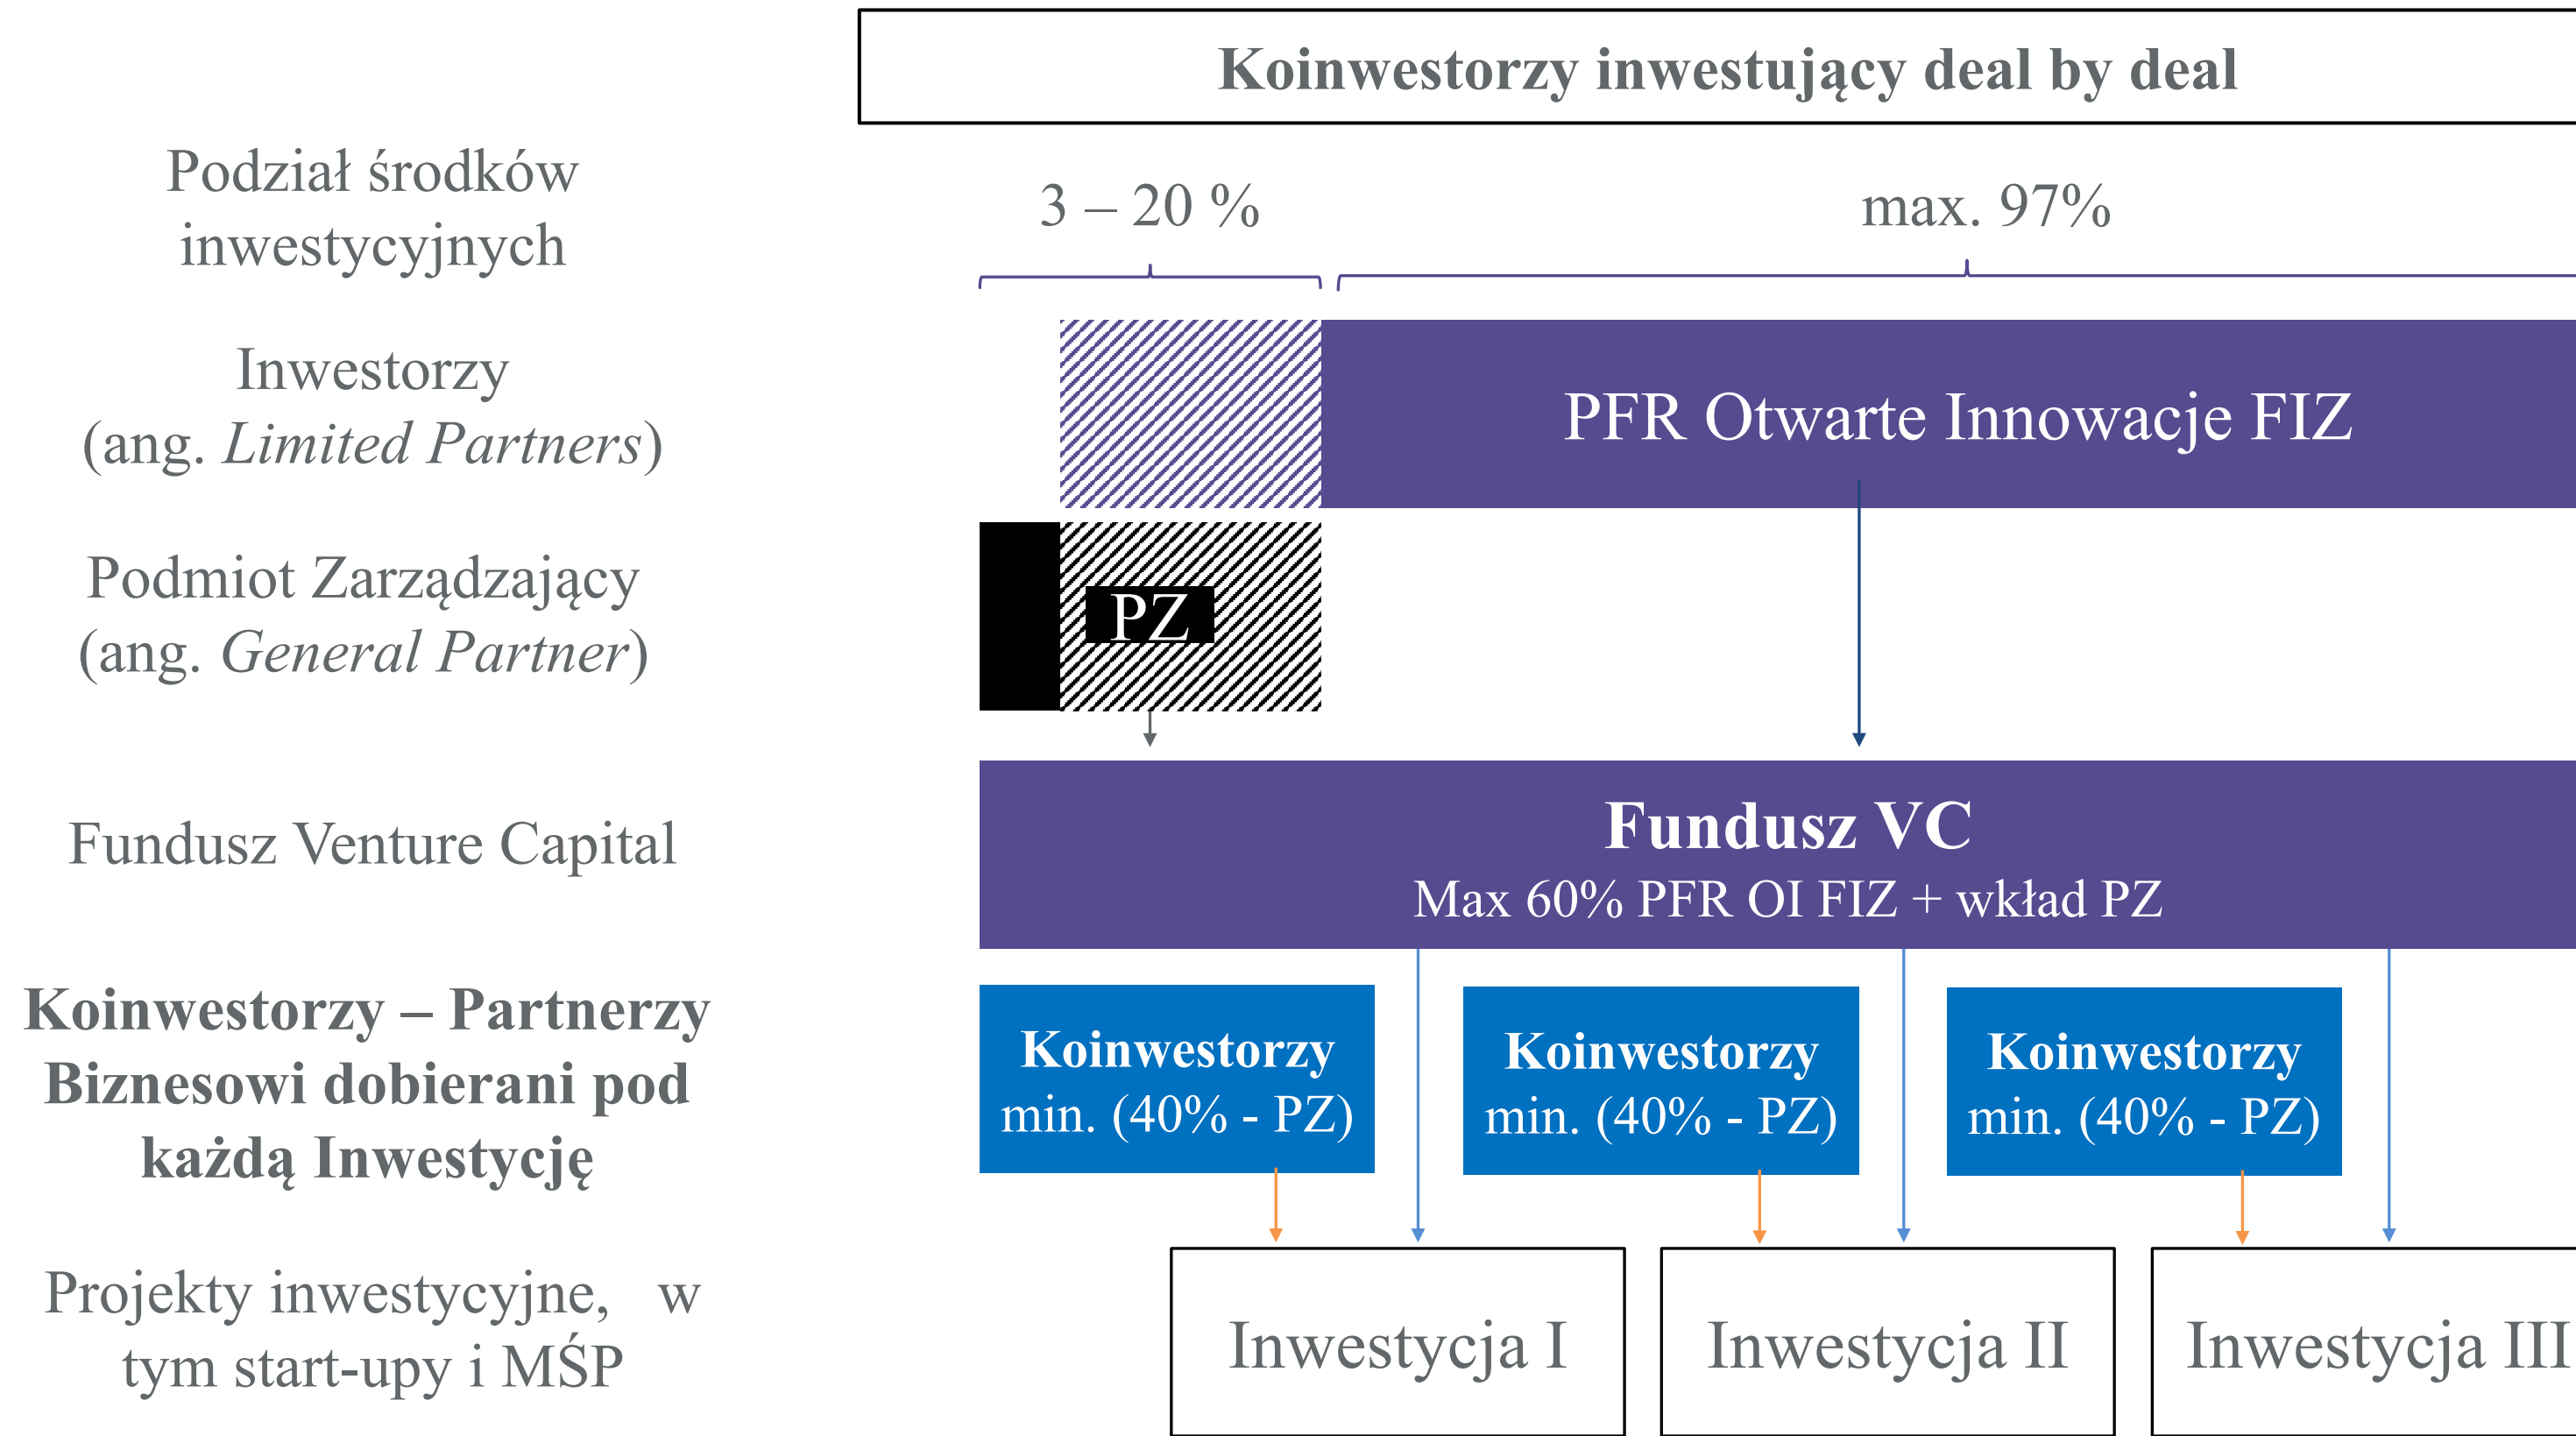 Koinwestorzy inwestujący deal by deal
Podział środków
inwestycyjnych
3 – 20 %
max. 97%
Inwestorzy
(ang. Limited Partners)
PFR Otwarte Innowacje FIZ
Podmiot Zarządzający
(ang. General Partner)
PZ
Fundusz Venture Capital
Fundusz VC
Max 60% PFR OI FIZ + wkład PZ
Koinwestorzy – Partnerzy
Biznesowi dobierani pod
każdą Inwestycję
Koinwestorzy
min. (40% - PZ)
Koinwestorzy
min. (40% - PZ)
Koinwestorzy
min. (40% - PZ)
Projekty inwestycyjne, w
tym start-upy i MŚP
Inwestycja I
Inwestycja II
Inwestycja III